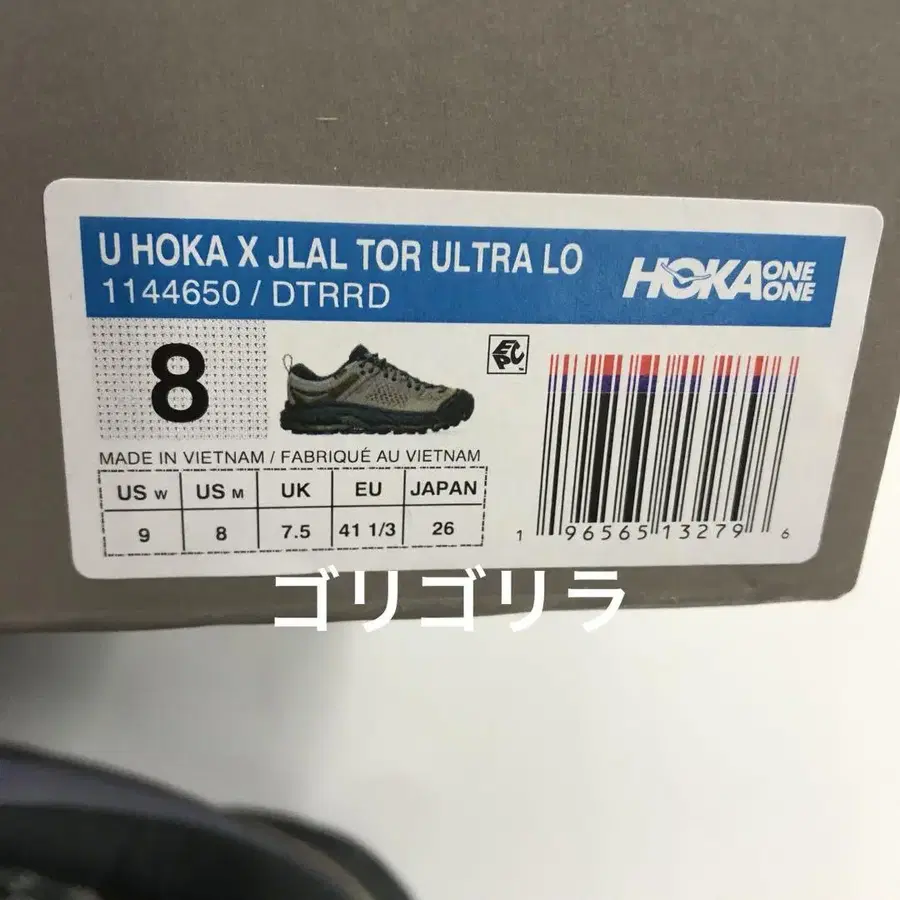 U HOKA X JLAL TOR ULTRA LO
1144650 / DTRRD
HOKA ONE ONE
8
EPC
MADE IN VIETNAM / FABRIQUÉ AU VIETNAM
US W US M UK EU JAPAN
9 8 7.5 41 1/3 26
1 96565 13279 6
ゴリゴリラ